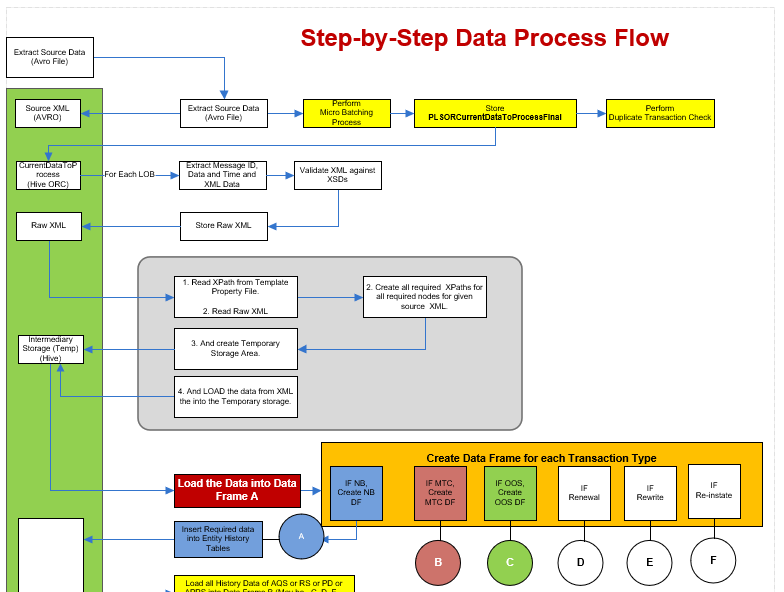 Step-by-Step Data Process Flow
Extract Source Data
(Avro File)
Source XML
(AVRO)
Extract Source Data
(Avro File)
Perform
Micro Batching
Process
Store
PLSORCurrentDataToProcessFinal
Perform
Duplicate Transaction Check
CurrentDataToP
rocess
(Hive ORC)
For Each LOB
Extract Message ID,
Data and Time and
XML Data
Validate XML against
XSDs
Raw XML
Store Raw XML
1. Read XPath from Template
Property File.
2. Read Raw XML
2. Create all required XPaths for
all required nodes for given
source XML.
Intermediary
Storage (Temp)
(Hive)
3. And create Temporary
Storage Area.
4. And LOAD the data from XML
the into the Temporary storage.
Create Data Frame for each Transaction Type
Load the Data into Data
Frame A
IF NB,
Create NB
DF
IF MTC,
Create
MTC DF
IF OOS,
Create
OOS DF
IF
Renewal
IF
Rewrite
IF
Re-instate
Insert Required data
into Entity History
Tables
A
B
C
D
E
F
Load all History Data of AQS or RS or PD or